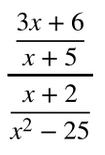 3x + 6
x + 5
x + 2
x² − 25